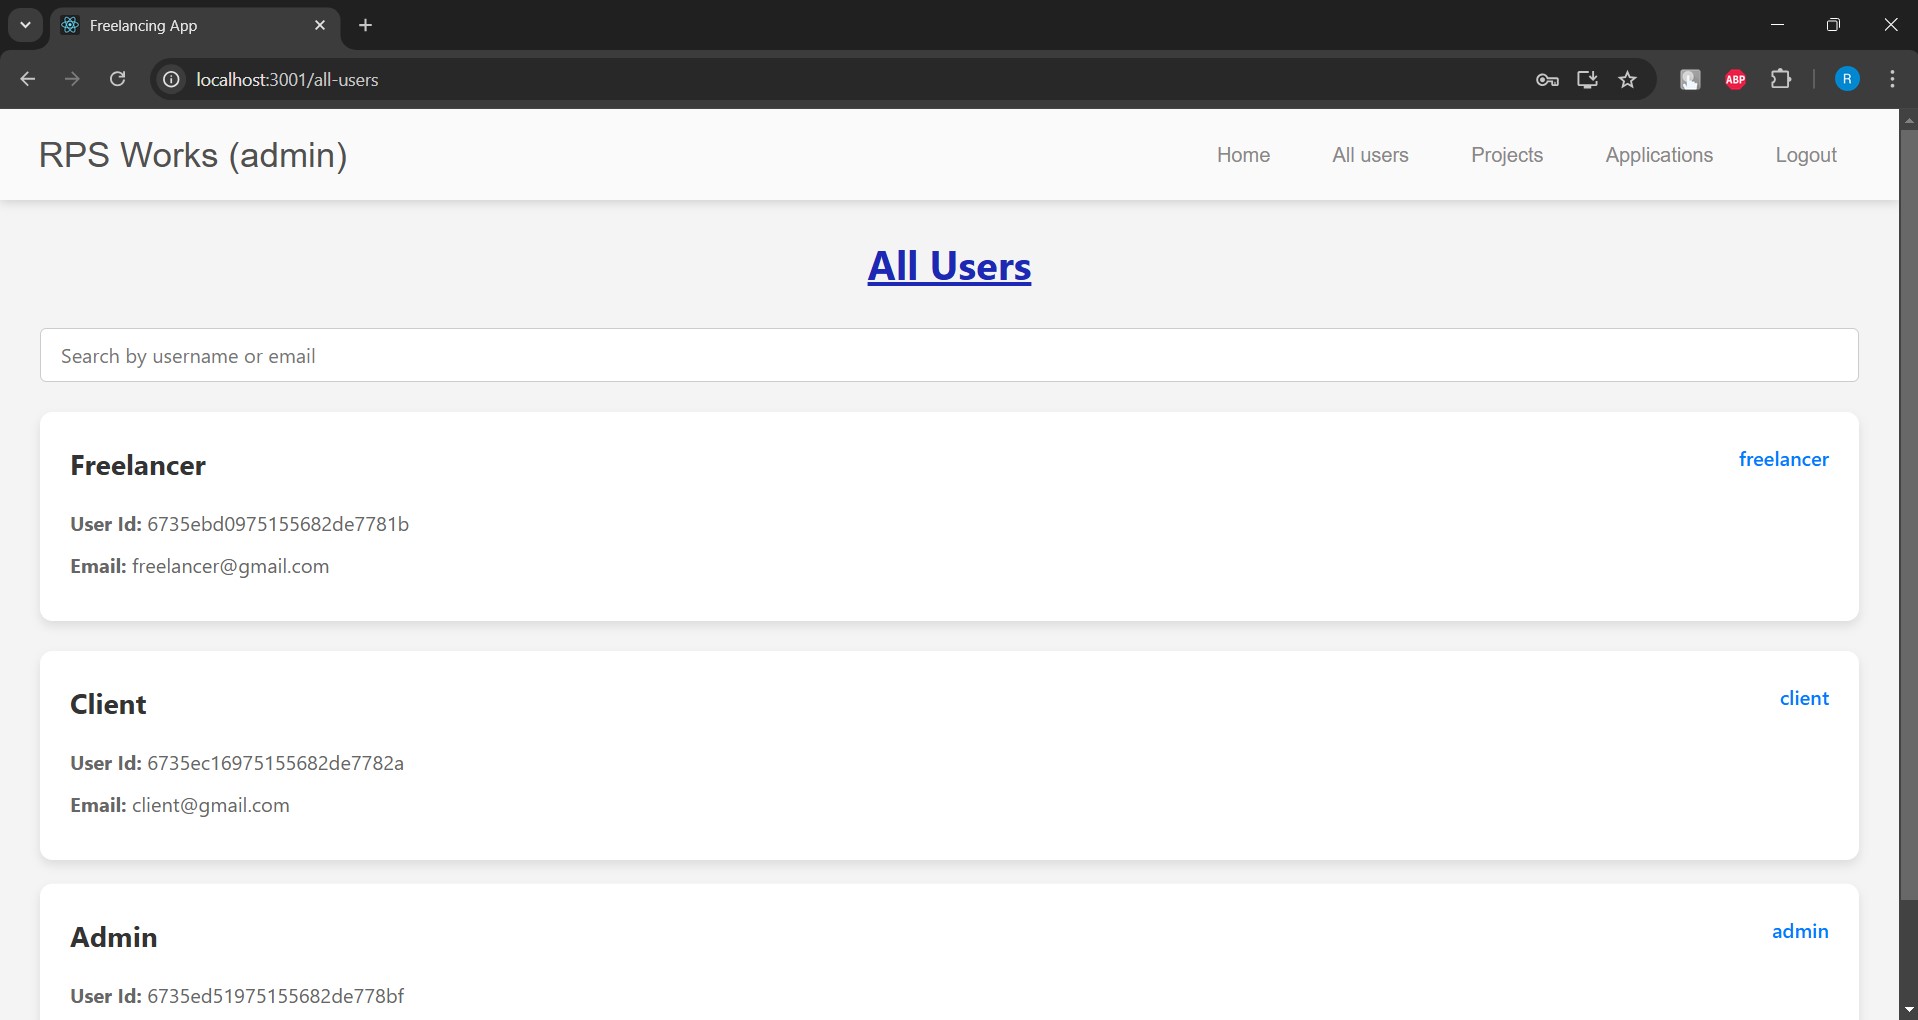 Freelancing App
localhost:3001/all-users
ABP
R
RPS Works (admin)
Home
All users
Projects
Applications
Logout
All Users
Search by username or email
Freelancer
freelancer
User Id: 6735ebd0975155682de7781b
Email: freelancer@gmail.com
Client
client
User Id: 6735ec16975155682de7782a
Email: client@gmail.com
Admin
admin
User Id: 6735ed51975155682de778bf